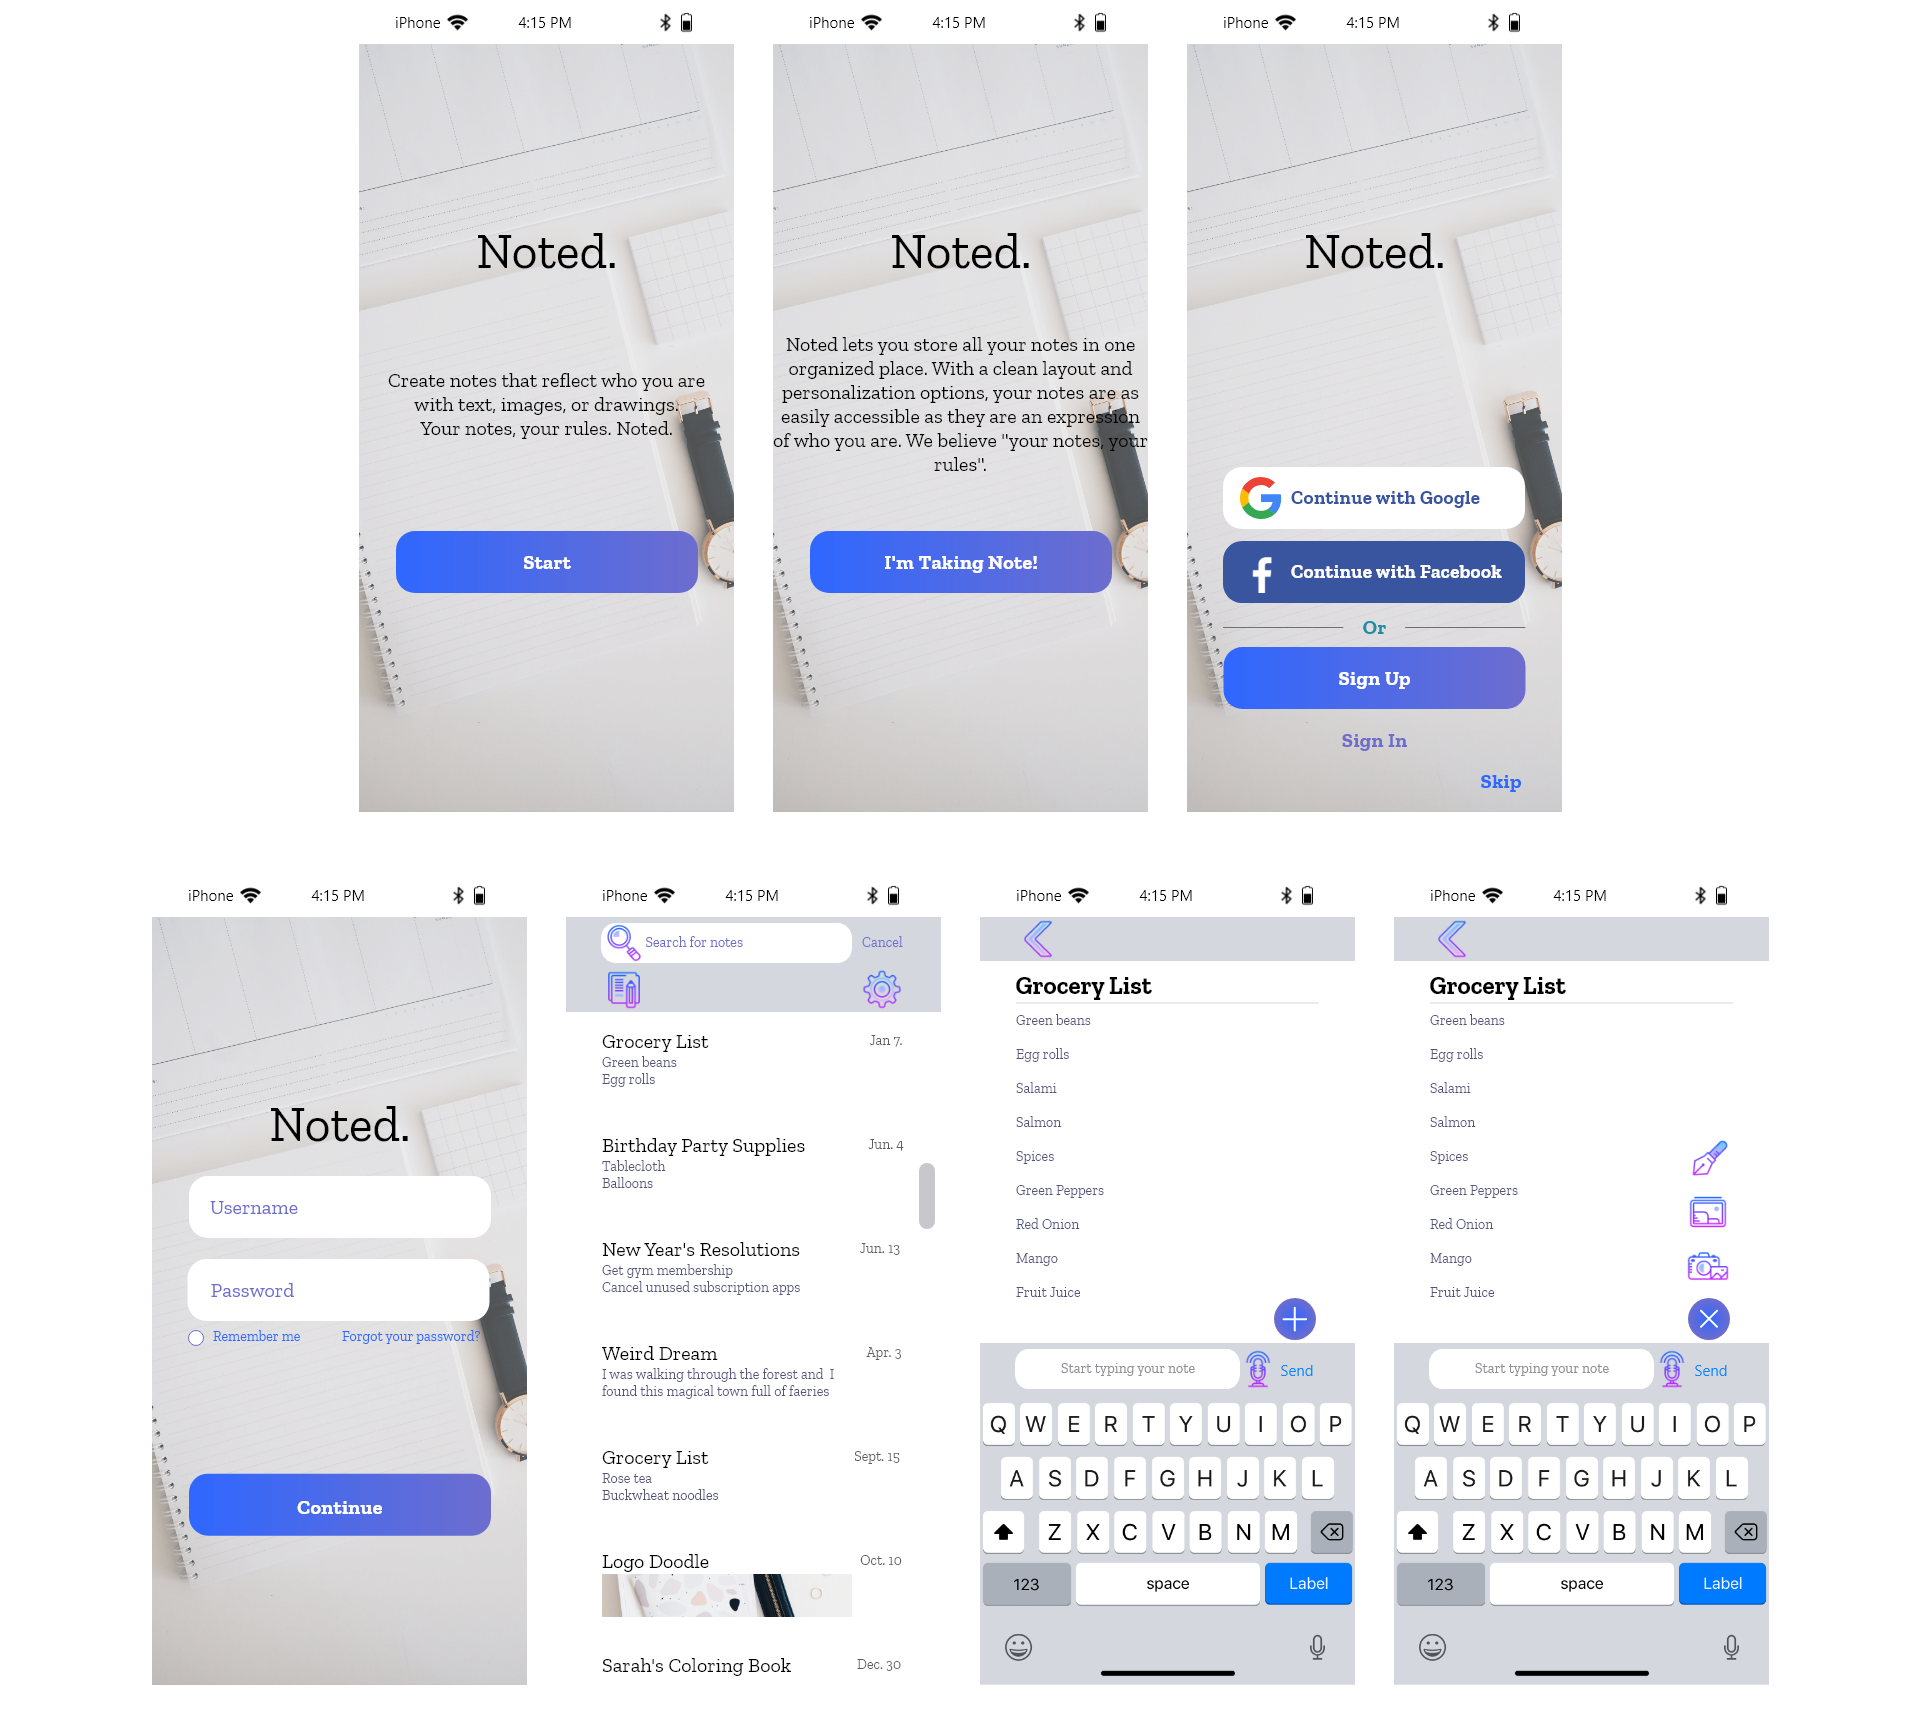 iPhone 4:15 PM
Noted.
Create notes that reflect who you are
with text, images, or drawings.
Your notes, your rules. Noted.
Start
iPhone 4:15 PM
Noted.
Noted lets you store all your notes in one
organized place. With a clean layout and
personalization options, your notes are as
easily accessible as they are an expression
of who you are. We believe "your notes, your
rules".
I'm Taking Note!
iPhone 4:15 PM
Noted.
Continue with Google
f Continue with Facebook
Or
Sign Up
Sign In
Skip
iPhone 4:15 PM
Noted.
Username
Password
Remember me Forgot your password?
Continue
iPhone 4:15 PM
Search for notes Cancel
Grocery List Jan 7.
Green beans
Egg rolls
Birthday Party Supplies Jun. 4
Tablecloth
Balloons
New Year's Resolutions Jun. 13
Get gym membership
Cancel unused subscription apps
Weird Dream Apr. 3
I was walking through the forest and I
found this magical town full of faeries
Grocery List Sept. 15
Rose tea
Buckwheat noodles
Logo Doodle Oct. 10
Sarah's Coloring Book Dec. 30
iPhone 4:15 PM
Grocery List
Green beans
Egg rolls
Salami
Salmon
Spices
Green Peppers
Red Onion
Mango
Fruit Juice
Start typing your note Send
Q W E R T Y U I O P
A S D F G H J K L
Z X C V B N M
123 space Label
iPhone 4:15 PM
Grocery List
Green beans
Egg rolls
Salami
Salmon
Spices
Green Peppers
Red Onion
Mango
Fruit Juice
Start typing your note Send
Q W E R T Y U I O P
A S D F G H J K L
Z X C V B N M
123 space Label